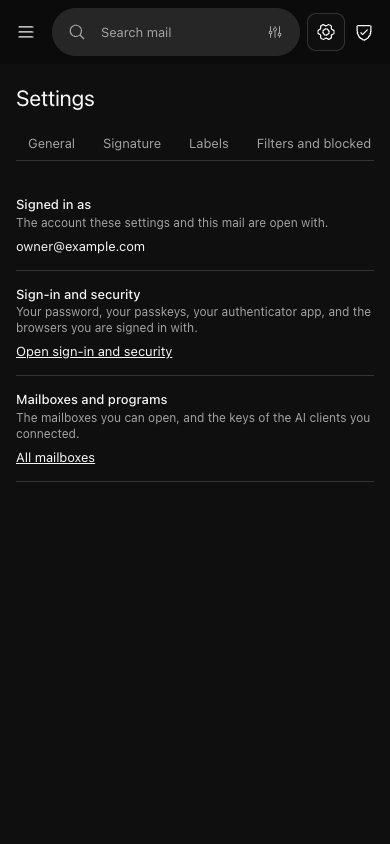 Search mail
Settings
General
Signature
Labels
Filters and blocked
Signed in as
The account these settings and this mail are open with.
owner@example.com
Sign-in and security
Your password, your passkeys, your authenticator app, and the
browsers you are signed in with.
Open sign-in and security
Mailboxes and programs
The mailboxes you can open, and the keys of the AI clients you
connected.
All mailboxes